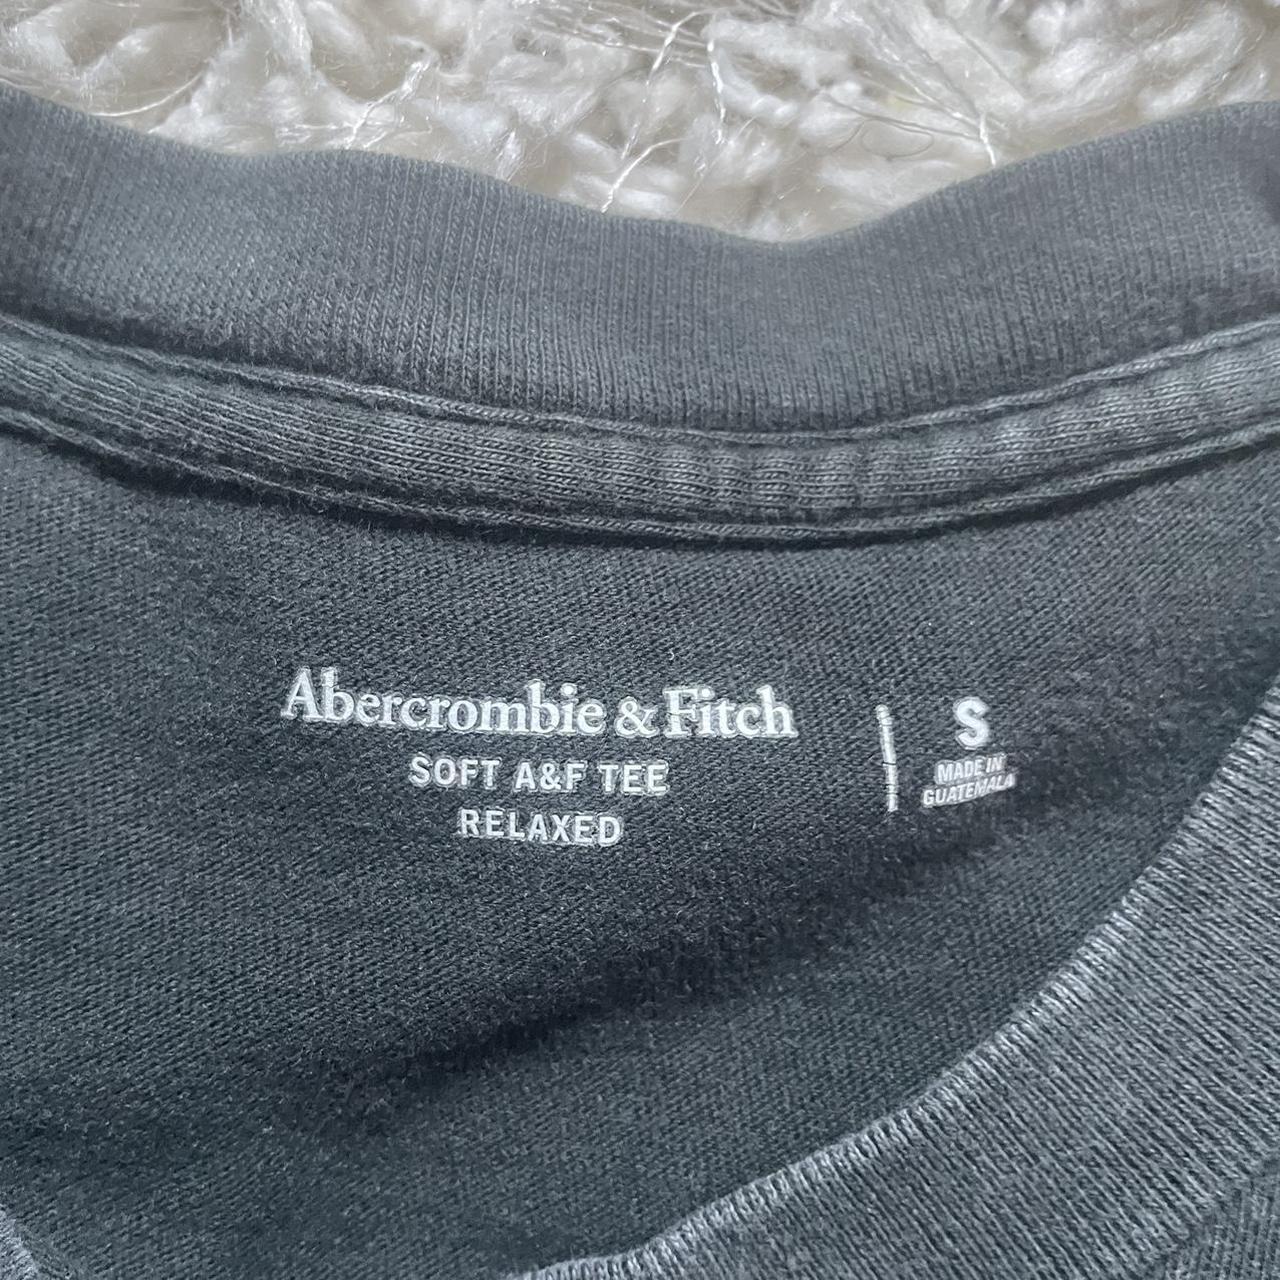 Abercrombie & Fitch
SOFT A&F TEE
RELAXED
S
MADE IN
GUATEMALA